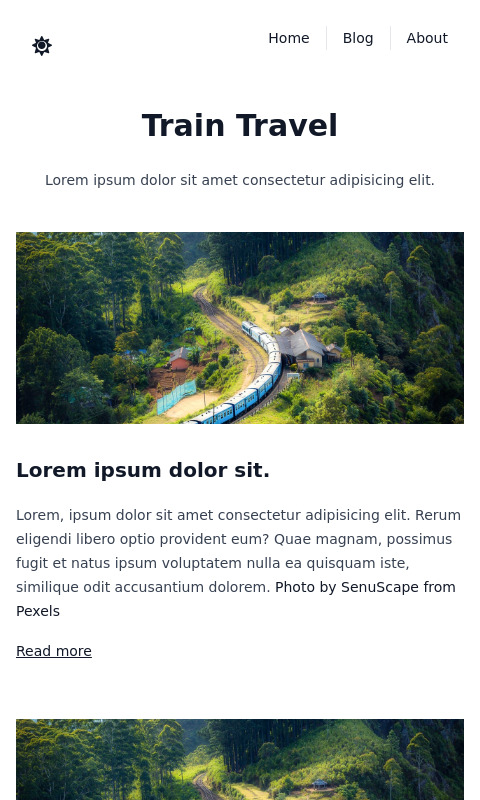 Home
Blog
About
Train Travel
Lorem ipsum dolor sit amet consectetur adipisicing elit.
Lorem ipsum dolor sit.
Lorem, ipsum dolor sit amet consectetur adipisicing elit. Rerum
eligendi libero optio provident eum? Quae magnam, possimus
fugit et natus ipsum voluptatem nulla ea quisquam iste,
similique odit accusantium dolorem. Photo by SenuScape from
Pexels
Read more